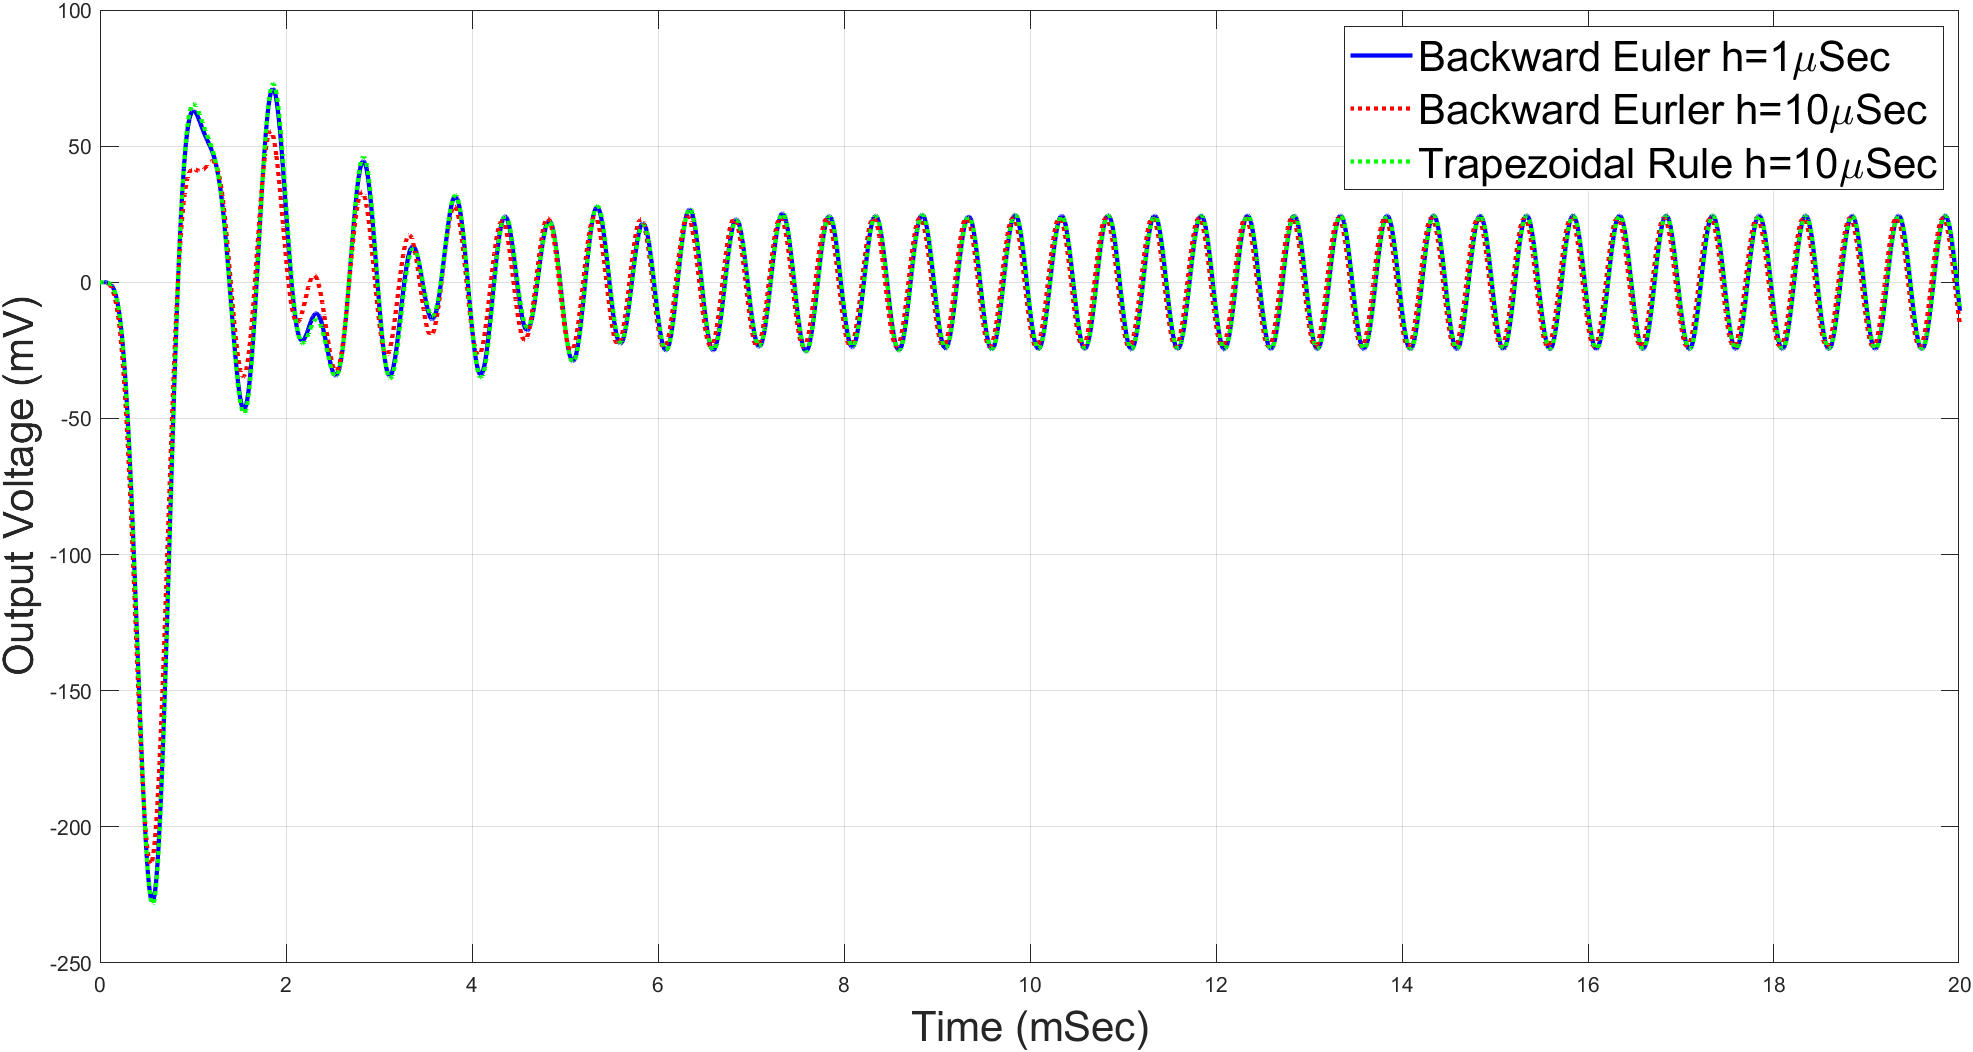 Backward Euler h=1μSec
Backward Eurler h=10μSec
Trapezoidal Rule h=10μSec
100
50
0
-50
-100
-150
-200
-250
Output Voltage (mV)
0 2 4 6 8 10 12 14 16 18 20
Time (mSec)